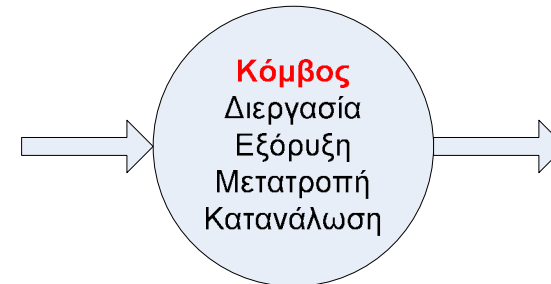 Κόμβος
Διεργασία
Εξόρυξη
Μετατροπή
Κατανάλωση